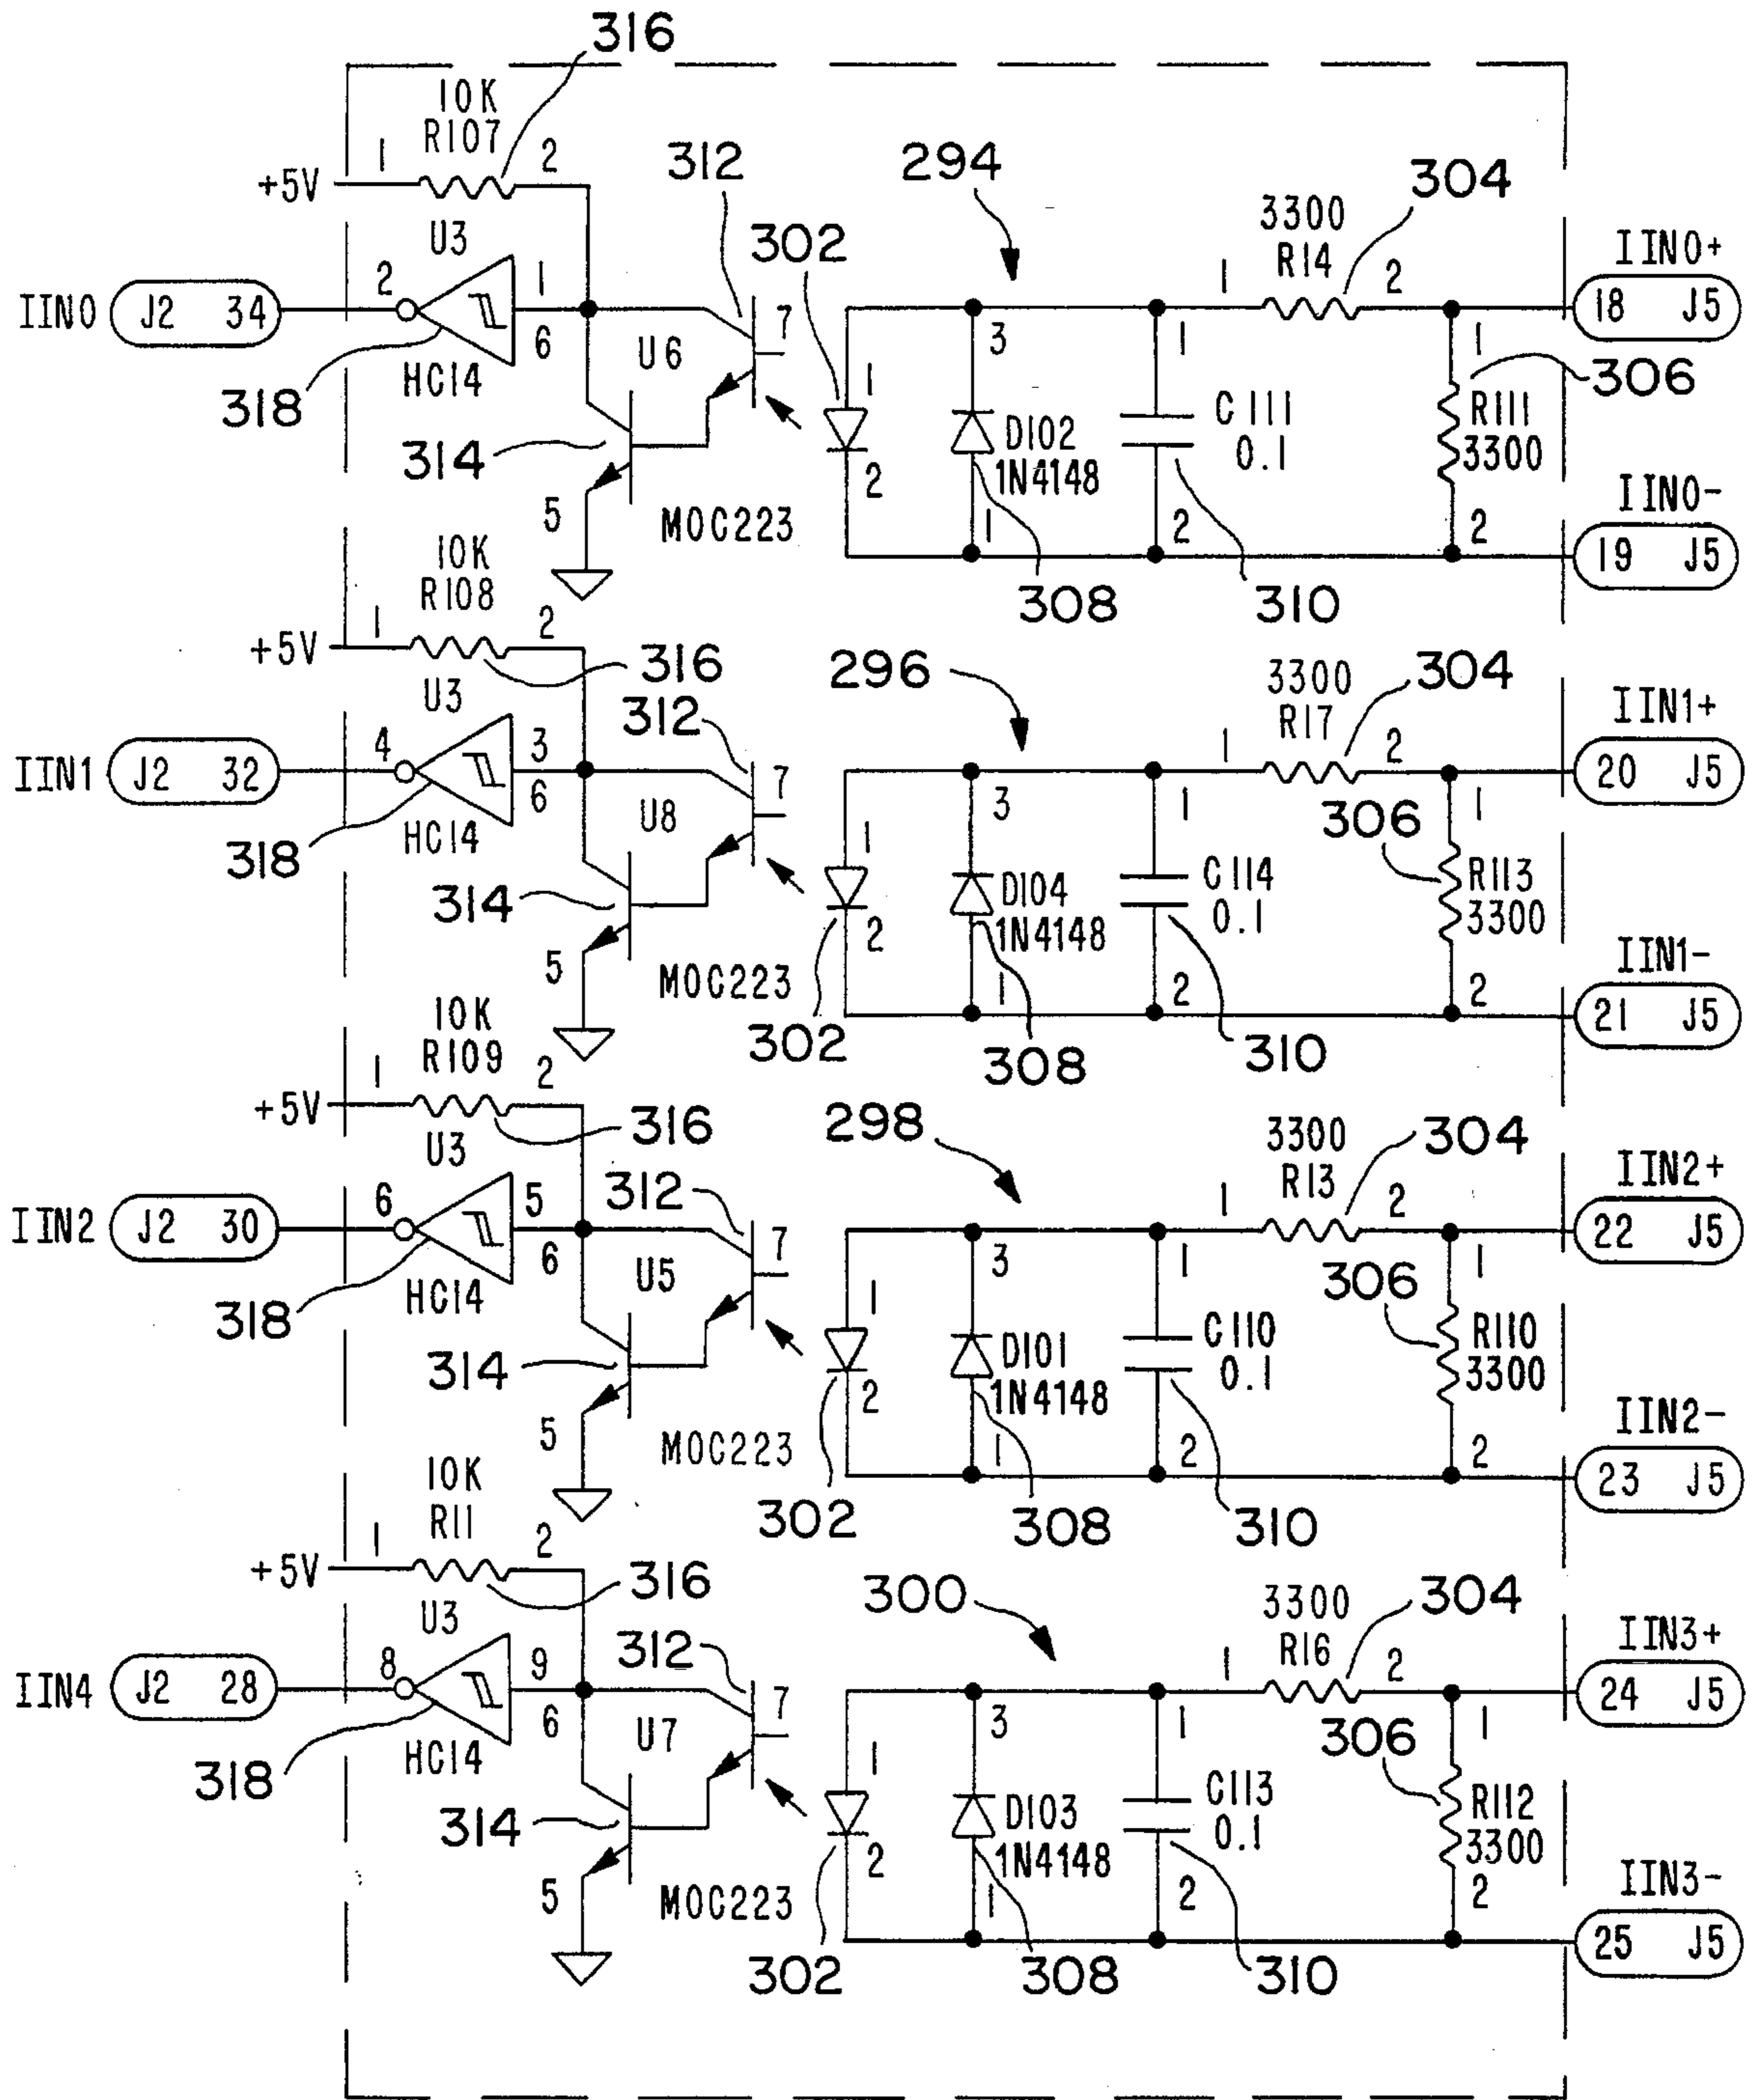 316
10K
R107
1
2
+5V
312
294
304
3300
R14
302
U3
1
2
IIN0+
18 J5
IIN0 J2 34
2
1
6
U6
7
318
HC14
314
5
MOC223
1
2
3
D102
1N4148
1
308
1
C111
0.1
2
310
1
306
R111
3300
2
IIN0-
19 J5
10K
R108
1
2
+5V
316
312
296
304
3300
R17
U3
1
2
IIN1+
20 J5
IIN1 J2 32
4
3
6
U8
7
318
HC14
314
5
MOC223
1
2
302
3
D104
1N4148
1
308
1
C114
0.1
2
310
1
306
R113
3300
2
IIN1-
21 J5
10K
R109
1
2
+5V
316
312
298
304
3300
R13
U3
1
2
IIN2+
22 J5
IIN2 J2 30
6
5
6
U5
7
318
HC14
314
5
MOC223
1
2
302
3
D101
1N4148
1
308
1
C110
0.1
2
310
1
306
R110
3300
2
IIN2-
23 J5
10K
R11
1
2
+5V
316
312
300
304
3300
R16
U3
1
2
IIN3+
24 J5
IIN4 J2 28
8
9
6
U7
7
318
HC14
314
5
MOC223
1
2
302
3
D103
1N4148
1
308
1
C113
0.1
2
310
1
306
R112
3300
2
IIN3-
25 J5